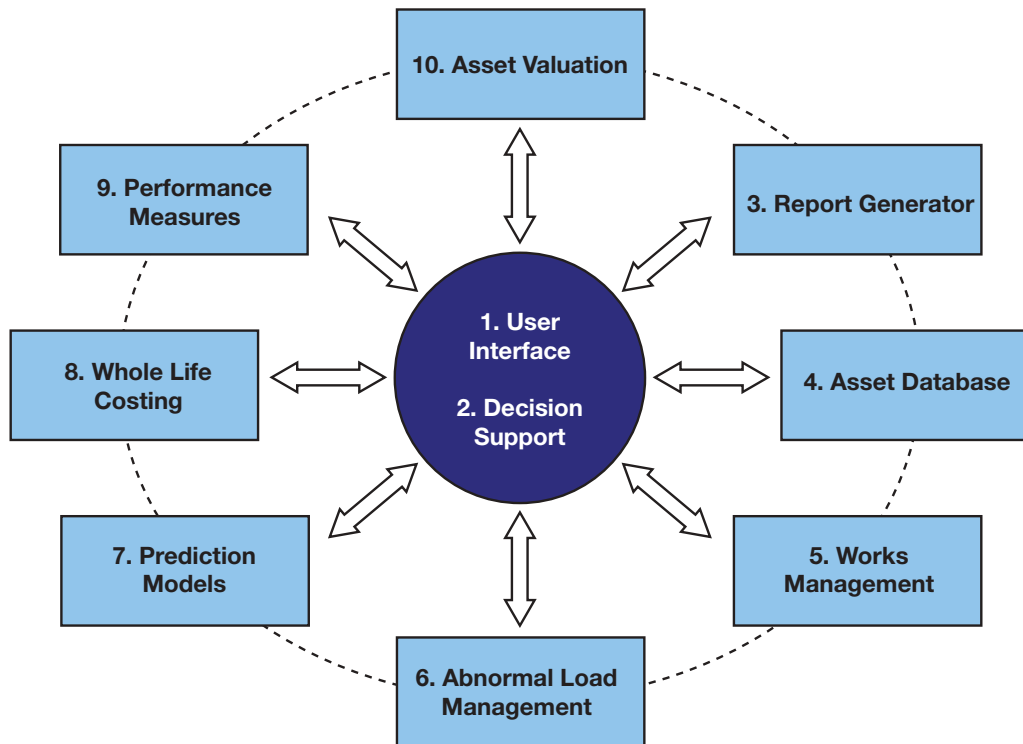 10. Asset Valuation
9. Performance
Measures
3. Report Generator
1. User
Interface
2. Decision
Support
8. Whole Life
Costing
4. Asset Database
7. Prediction
Models
5. Works
Management
6. Abnormal Load
Management